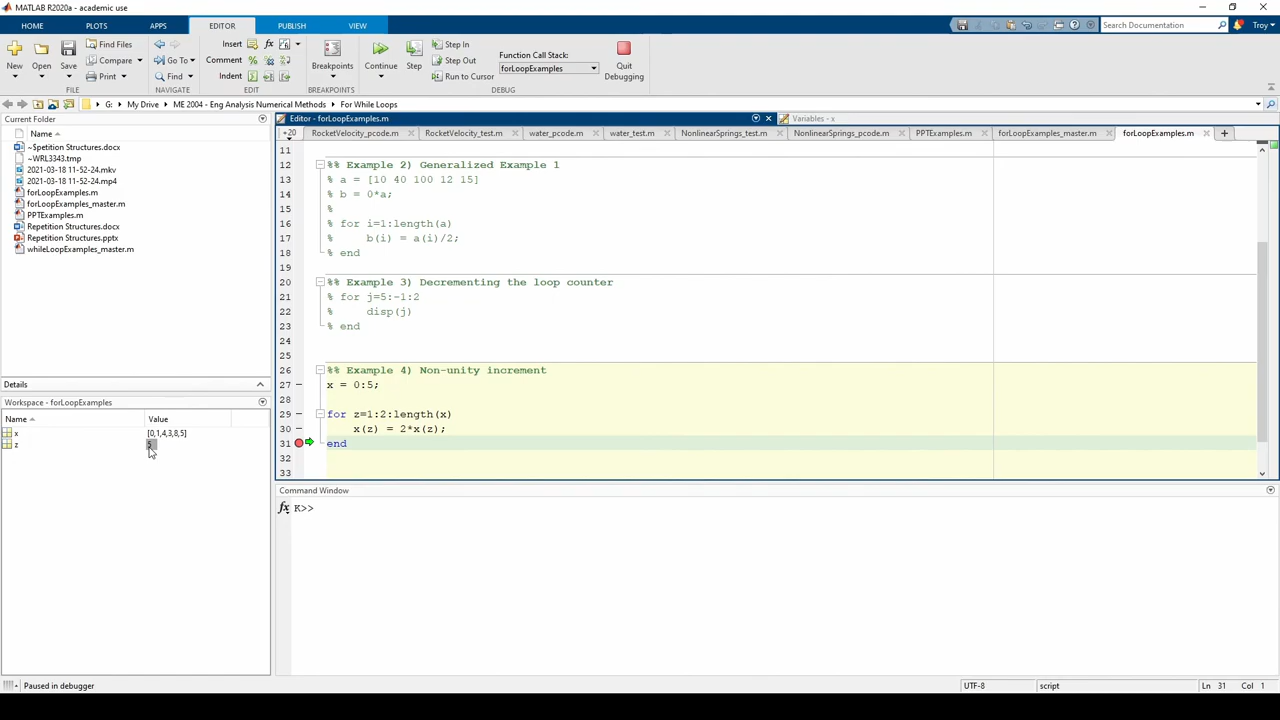 MATLAB R2020a - academic use
HOME PLOTS APPS EDITOR PUBLISH VIEW Search Documentation Troy
New Open Save Find Files Compare Print Go To Find Insert Comment Indent Breakpoints Continue Step Step In Step Out Run to Cursor Function Call Stack: forLoopExamples Quit Debugging
FILE NAVIGATE EDIT BREAKPOINTS DEBUG
G: My Drive ME 2004 - Eng Analysis Numerical Methods For While Loops
Current Folder
Name
~$petition Structures.docx
~WRL3343.tmp
2021-03-18 11-52-24.mkv
2021-03-18 11-52-24.mp4
forLoopExamples.m
forLoopExamples_master.m
PPTExamples.m
Repetition Structures.docx
Repetition Structures.pptx
whileLoopExamples_master.m
Details
Workspace - forLoopExamples
Name Value
x [0,1,4,3,8,5]
z 5
Editor - forLoopExamples.m Variables - x
+20 RocketVelocity_pcode.m RocketVelocity_test.m water_pcode.m water_test.m NonlinearSprings_test.m NonlinearSprings_pcode.m PPTExamples.m forLoopExamples_master.m forLoopExamples.m
11
12 %% Example 2) Generalized Example 1
13 % a = [10 40 100 12 15]
14 % b = 0*a;
15 %
16 % for i=1:length(a)
17 % b(i) = a(i)/2;
18 % end
19
20 %% Example 3) Decrementing the loop counter
21 % for j=5:-1:2
22 % disp(j)
23 % end
24
25
26 %% Example 4) Non-unity increment
27 x = 0:5;
28
29 for z=1:2:length(x)
30 x(z) = 2*x(z);
31 end
32
33
Command Window
fx K>>
Paused in debugger UTF-8 script Ln 31 Col 1